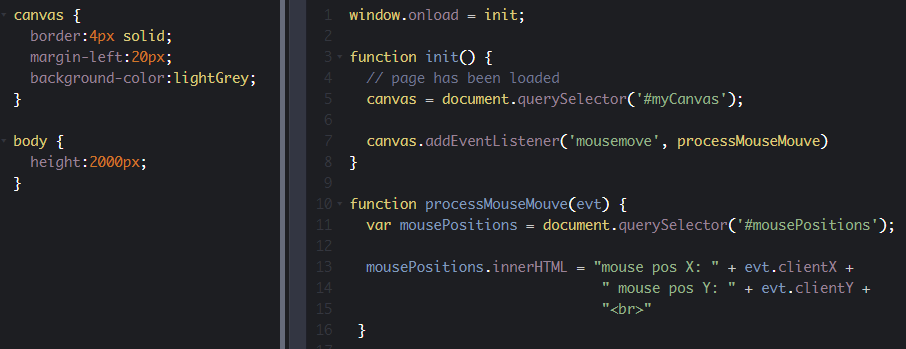 canvas {
border:4px solid;
margin-left:20px;
background-color:lightGrey;
}
body {
height:2000px;
}
1 window.onload = init;
2
3 function init() {
4 // page has been loaded
5 canvas = document.querySelector('#myCanvas');
6
7 canvas.addEventListener('mousemove', processMouseMouve)
8 }
9
10 function processMouseMouve(evt) {
11 var mousePositions = document.querySelector('#mousePositions');
12
13 mousePositions.innerHTML = "mouse pos X: " + evt.clientX +
14 " mouse pos Y: " + evt.clientY +
15 "<br>"
16 }
17